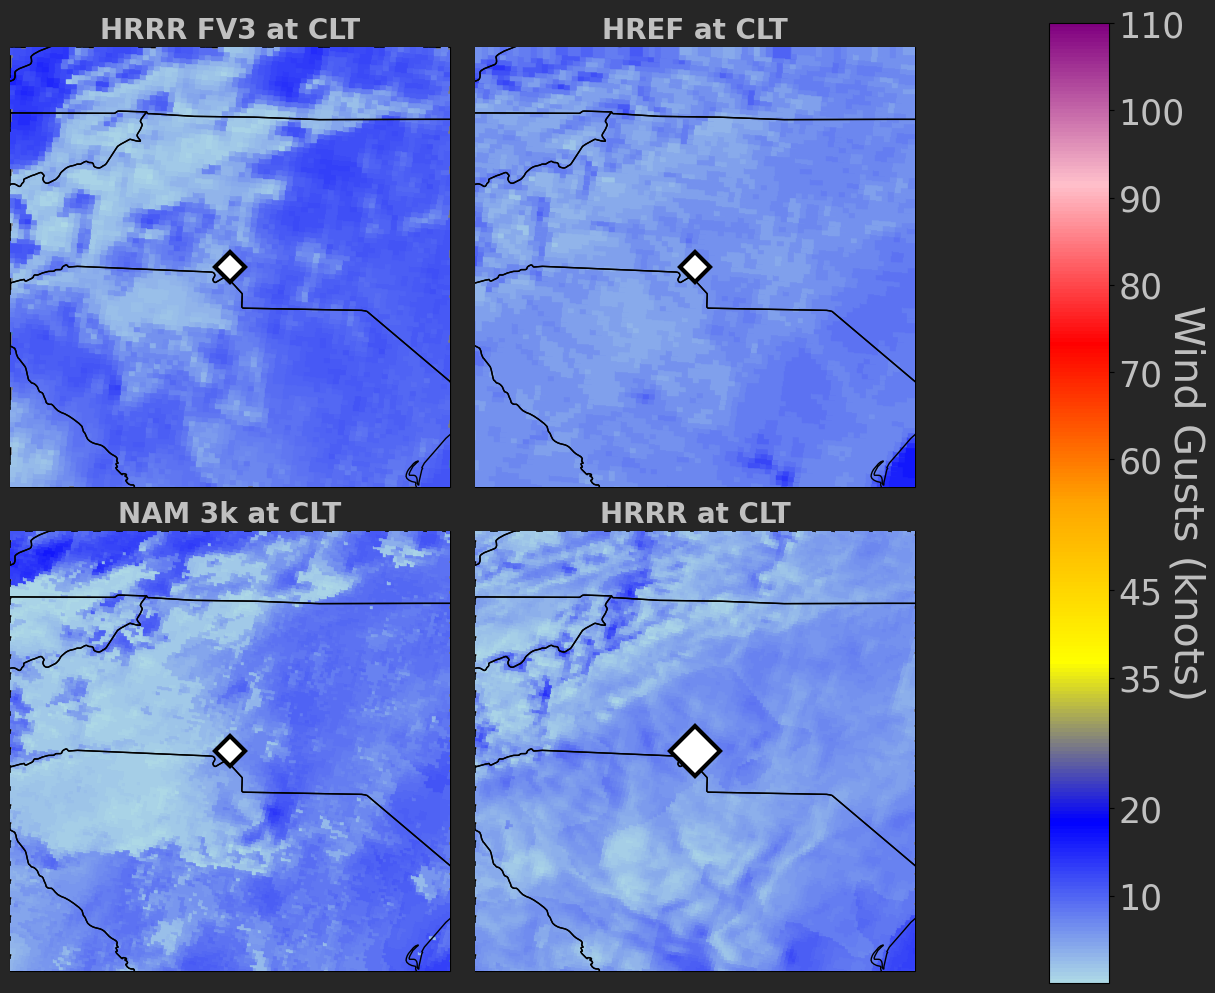 HRRR FV3 at CLT
HREF at CLT
NAM 3k at CLT
HRRR at CLT
110
100
90
80
70
60
45
35
20
10
Wind Gusts (knots)